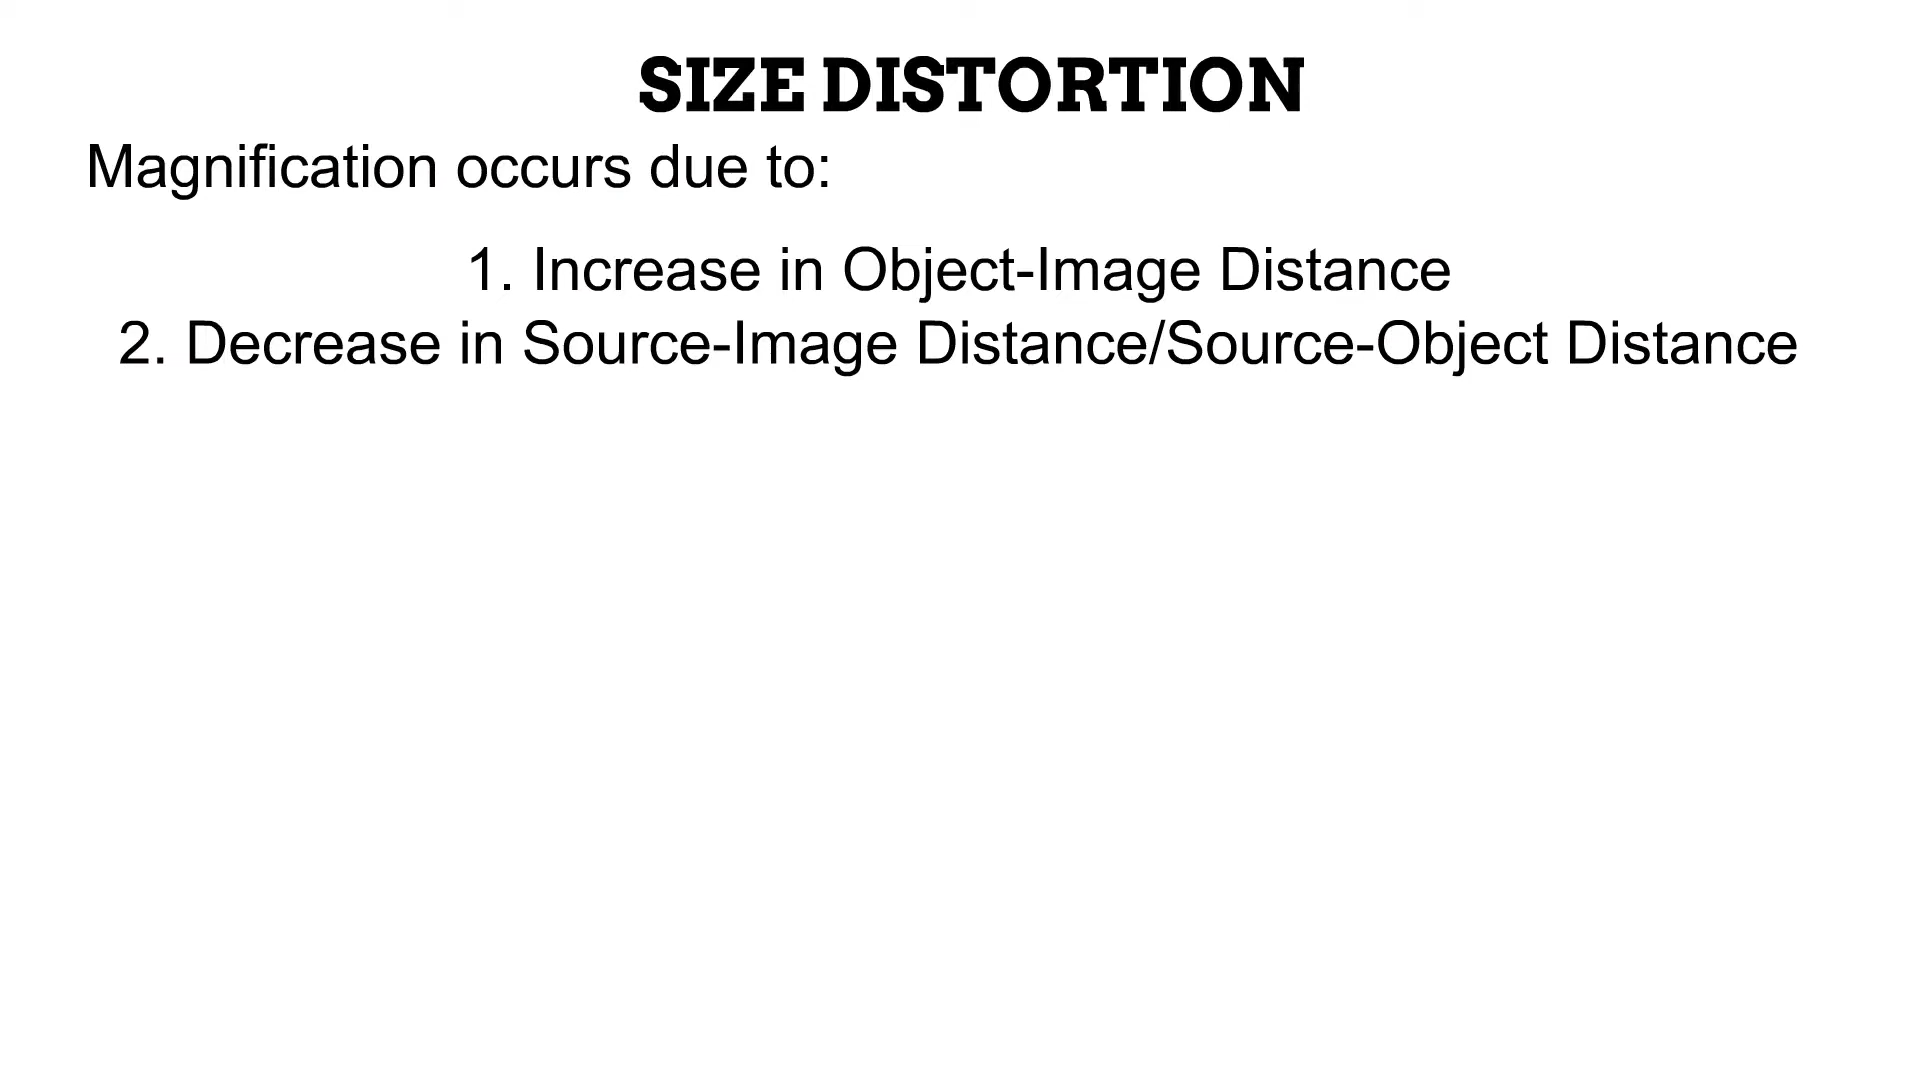 SIZE DISTORTION
Magnification occurs due to:
1. Increase in Object-Image Distance
2. Decrease in Source-Image Distance/Source-Object Distance